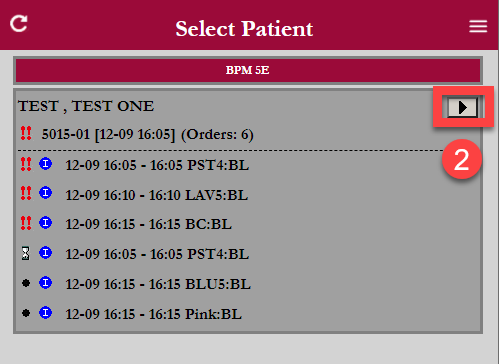 Select Patient
BPM 5E
TEST , TEST ONE
!! 5015-01 [12-09 16:05] (Orders: 6)
2
!! I 12-09 16:05 - 16:05 PST4:BL
!! I 12-09 16:10 - 16:10 LAV5:BL
!! I 12-09 16:15 - 16:15 BC:BL
I 12-09 16:05 - 16:05 PST4:BL
I 12-09 16:15 - 16:15 BLU5:BL
I 12-09 16:15 - 16:15 Pink:BL